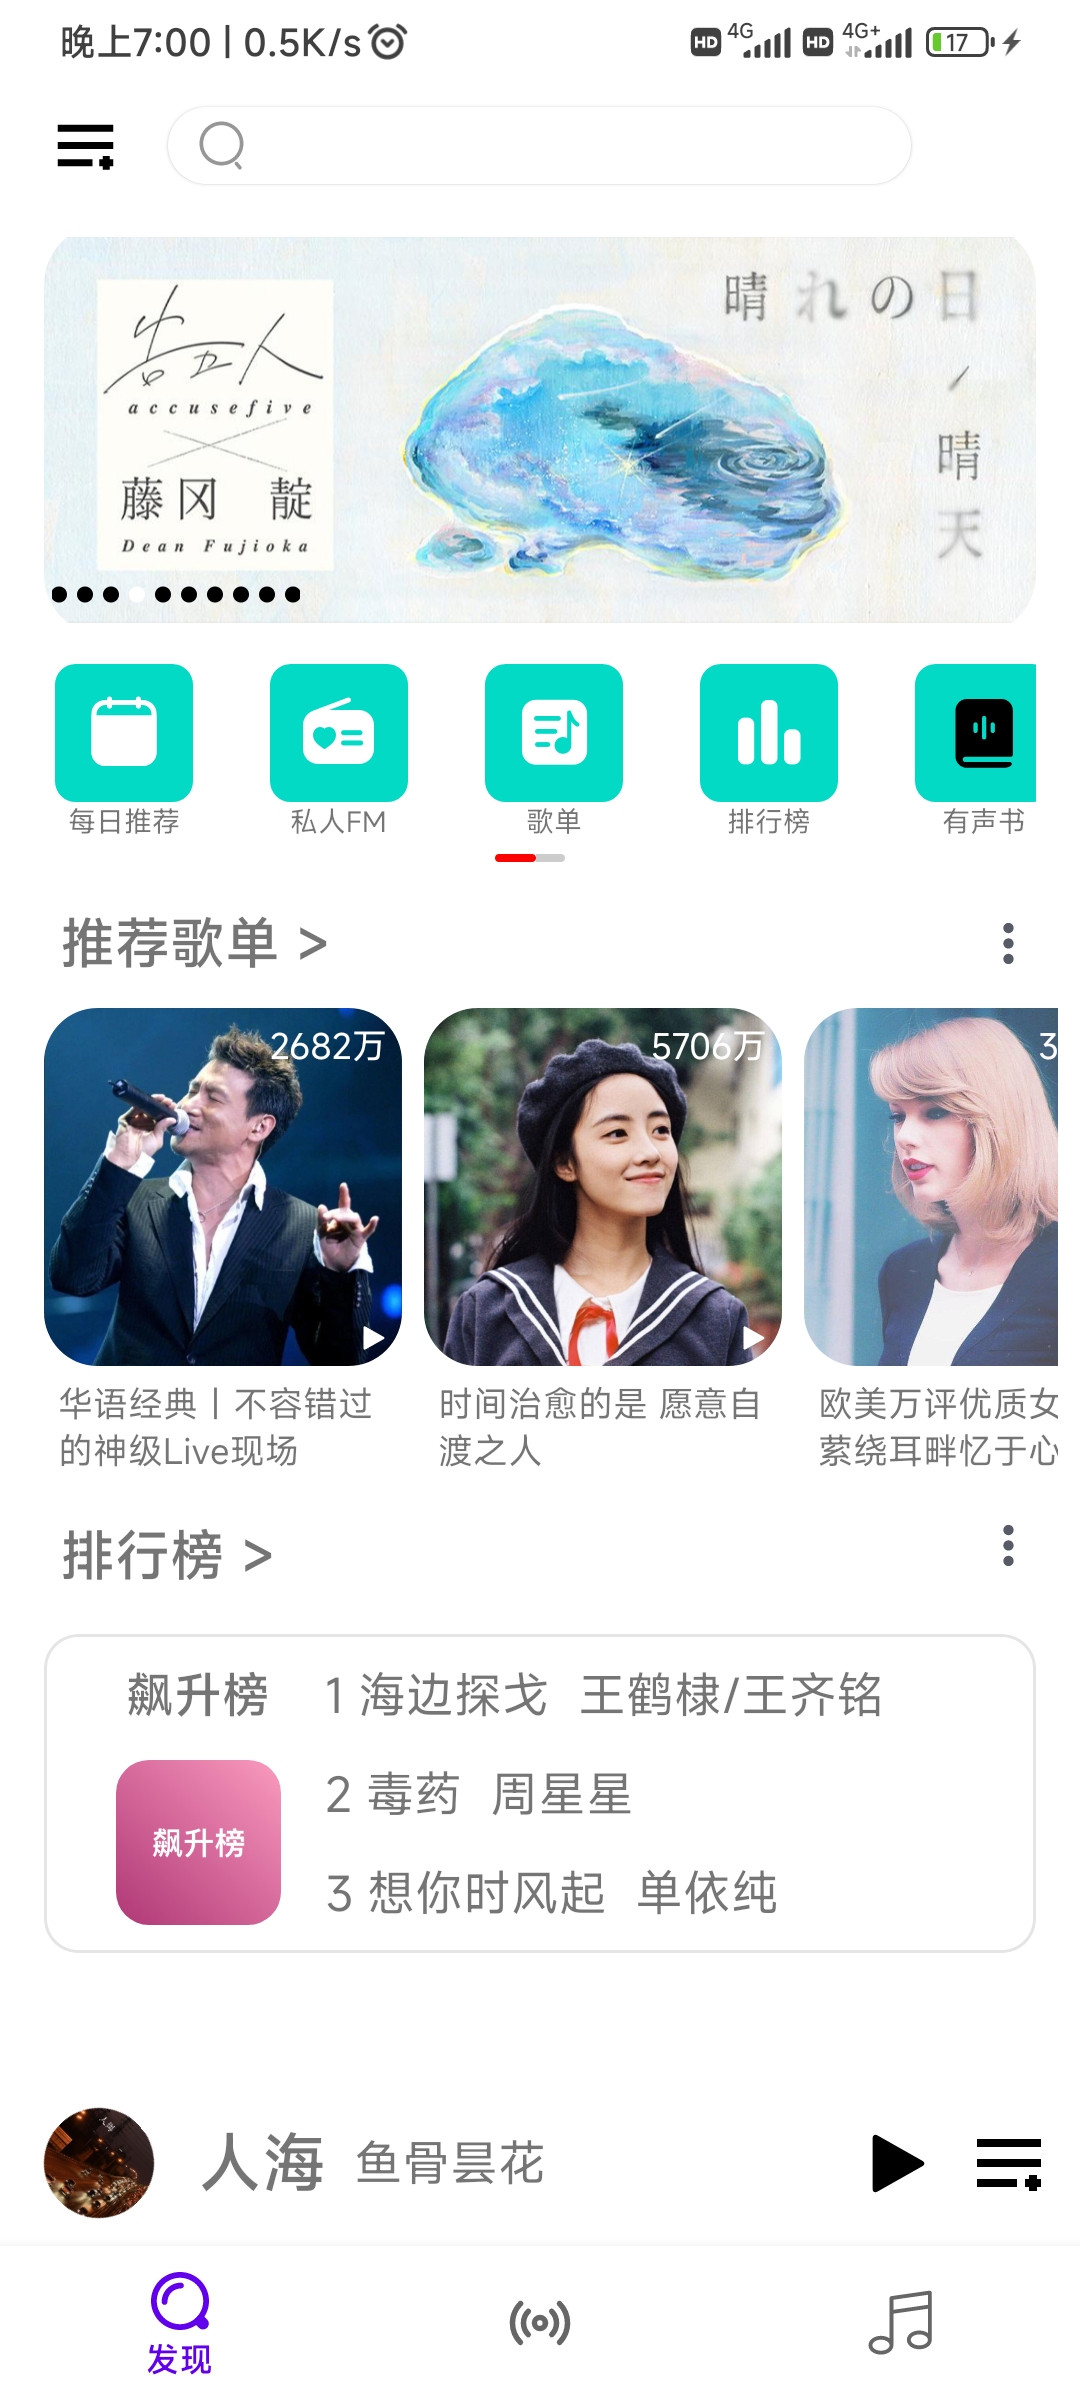 晚上7:00 | 0.5K/s
HD 4G HD 4G+ 17
告五人
accusefive
藤冈 靛
Dean Fujioka
晴れの日
/
晴
天
每日推荐
私人FM
歌单
排行榜
有声书
推荐歌单 >
2682万
5706万
3
华语经典丨不容错过
的神级Live现场
时间治愈的是 愿意自
渡之人
欧美万评优质女
萦绕耳畔忆于心
排行榜 >
飙升榜
1 海边探戈 王鹤棣/王齐铭
2 毒药 周星星
3 想你时风起 单依纯
飙升榜
人海
人海 鱼骨昙花
发现